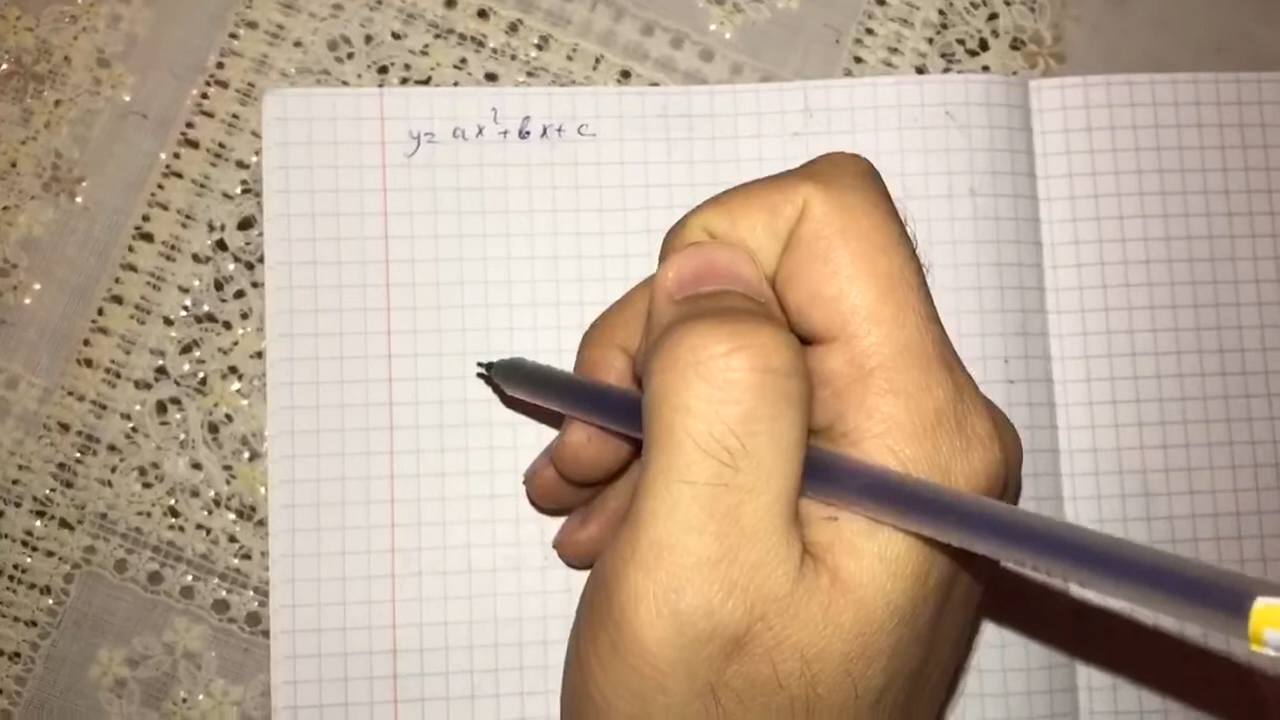 y = ax²+bx+c